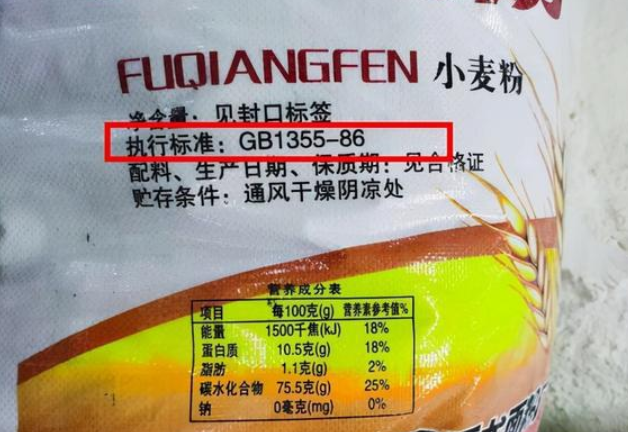 FUQIANGFEN 小麦粉
净含量：见封口标签
执行标准：GB1355-86
配料、生产日期、保质期：见合格证
贮存条件：通风干燥阴凉处
营养成分表
项目 每100克(g) 营养素参考值%
能量 1500千焦(kJ) 18%
蛋白质 10.5克(g) 18%
脂肪 1.1克(g) 2%
碳水化合物 75.5克(g) 25%
钠 0毫克(mg) 0%